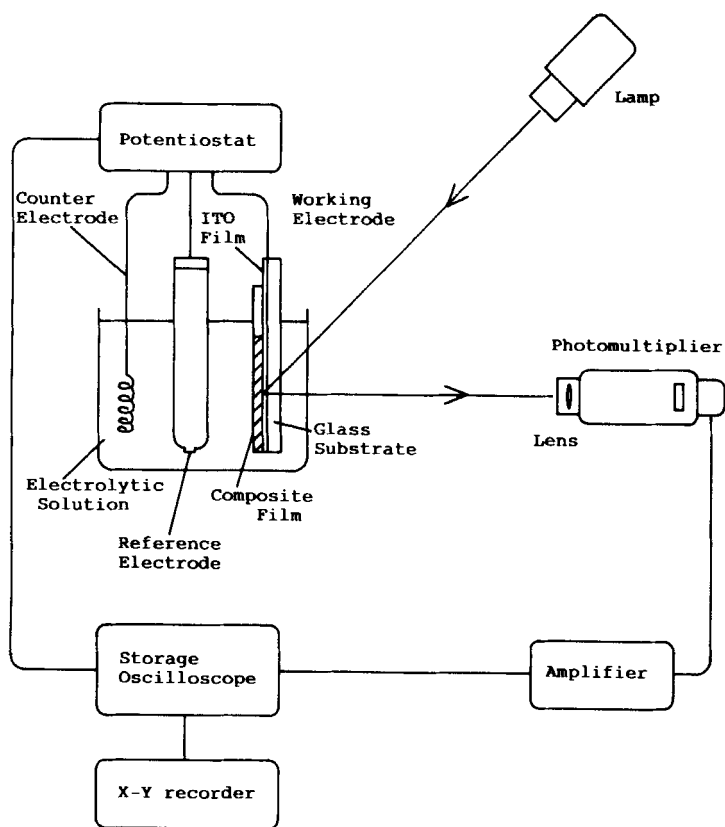 Lamp
Potentiostat
Counter
Electrode
ITO
Film
Working
Electrode
Photomultiplier
Lens
Glass
Substrate
Electrolytic
Solution
Composite
Film
Reference
Electrode
Storage
Oscilloscope
Amplifier
X-Y recorder